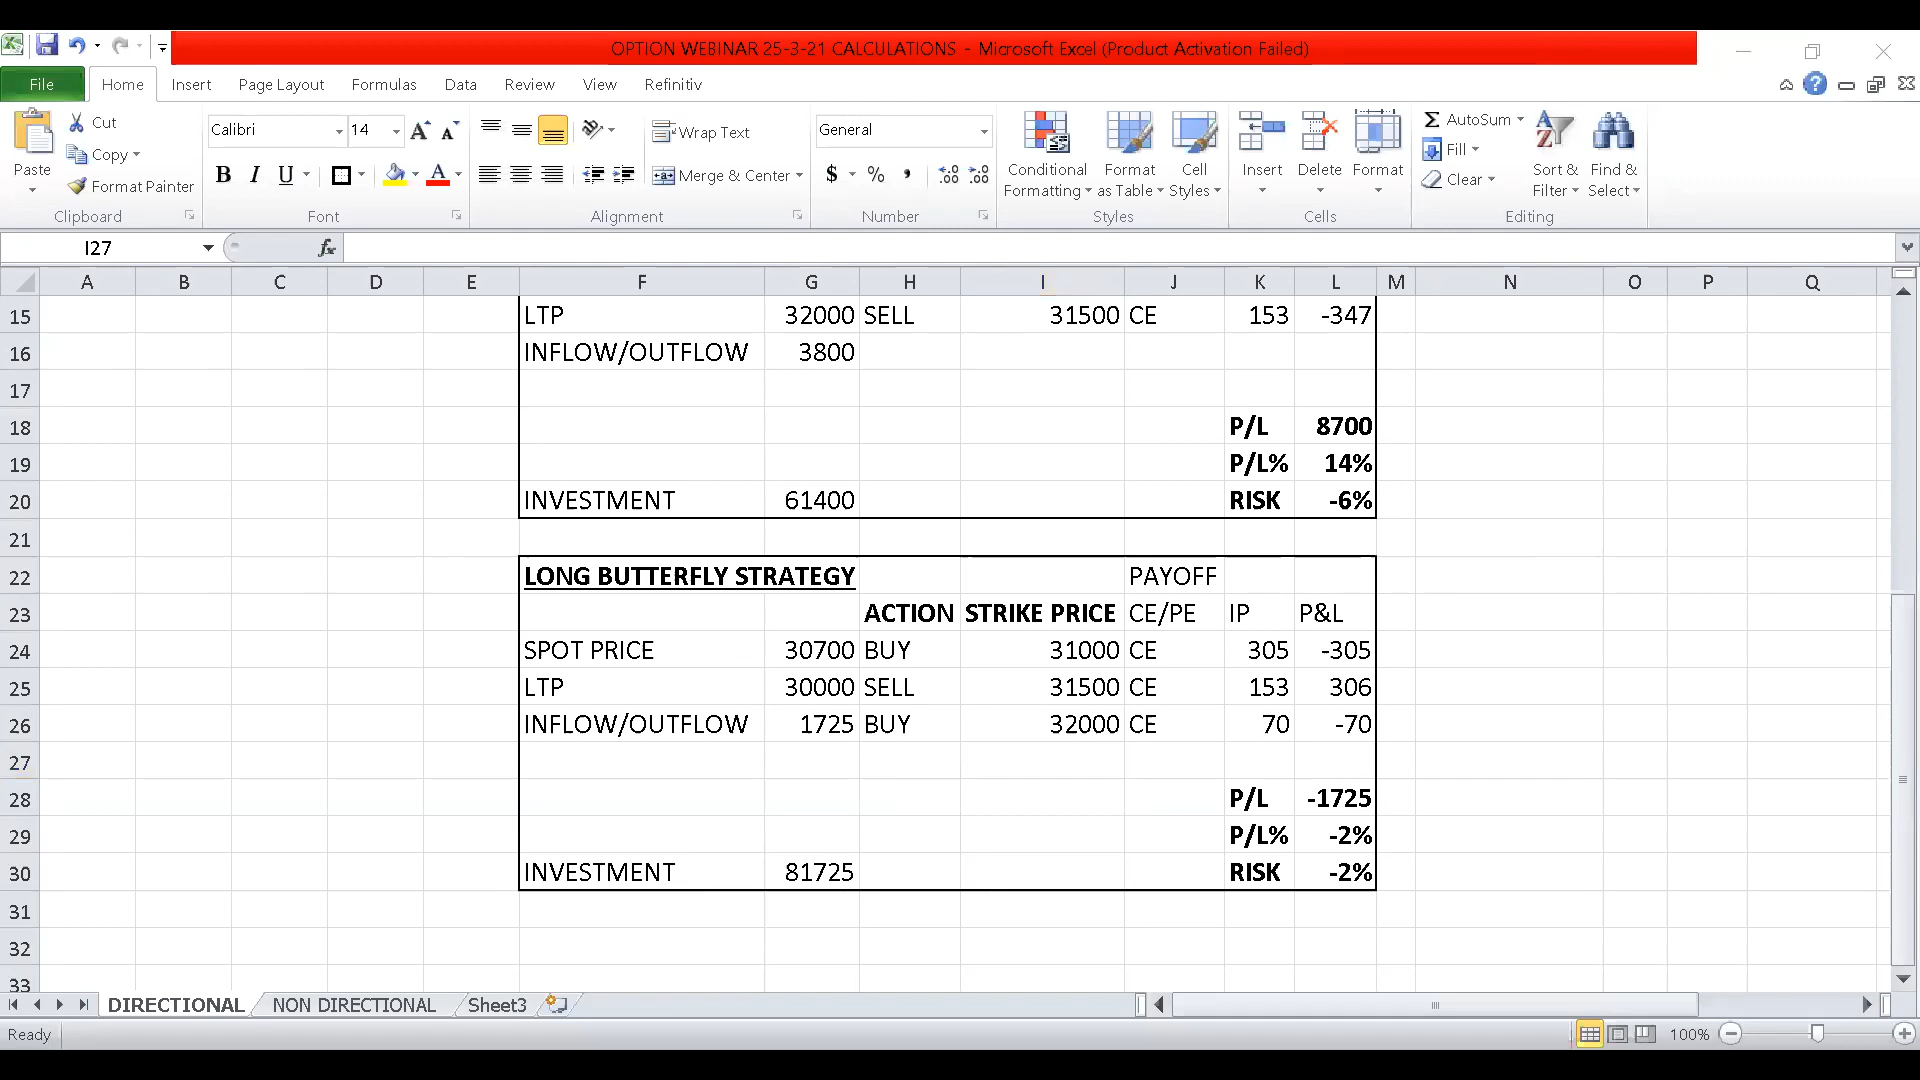 OPTION WEBINAR 25-3-21 CALCULATIONS - Microsoft Excel (Product Activation Failed)
File Home Insert Page Layout Formulas Data Review View Refinitiv
Paste Cut Copy Format Painter Clipboard
Calibri 14 B I U A Font
Wrap Text Merge & Center Alignment
General $ % , Number
Conditional Formatting Format as Table Cell Styles Styles
Insert Delete Format Cells
Σ AutoSum Fill Clear Sort & Filter Find & Select Editing
I27 fx
A B C D E F G H I J K L M N O P Q
15 LTP 32000 SELL 31500 CE 153 -347
16 INFLOW/OUTFLOW 3800
17
18 P/L 8700
19 P/L% 14%
20 INVESTMENT 61400 RISK -6%
21
22 LONG BUTTERFLY STRATEGY PAYOFF
23 ACTION STRIKE PRICE CE/PE IP P&L
24 SPOT PRICE 30700 BUY 31000 CE 305 -305
25 LTP 30000 SELL 31500 CE 153 306
26 INFLOW/OUTFLOW 1725 BUY 32000 CE 70 -70
27
28 P/L -1725
29 P/L% -2%
30 INVESTMENT 81725 RISK -2%
31
32
33
DIRECTIONAL NON DIRECTIONAL Sheet3
Ready 100%